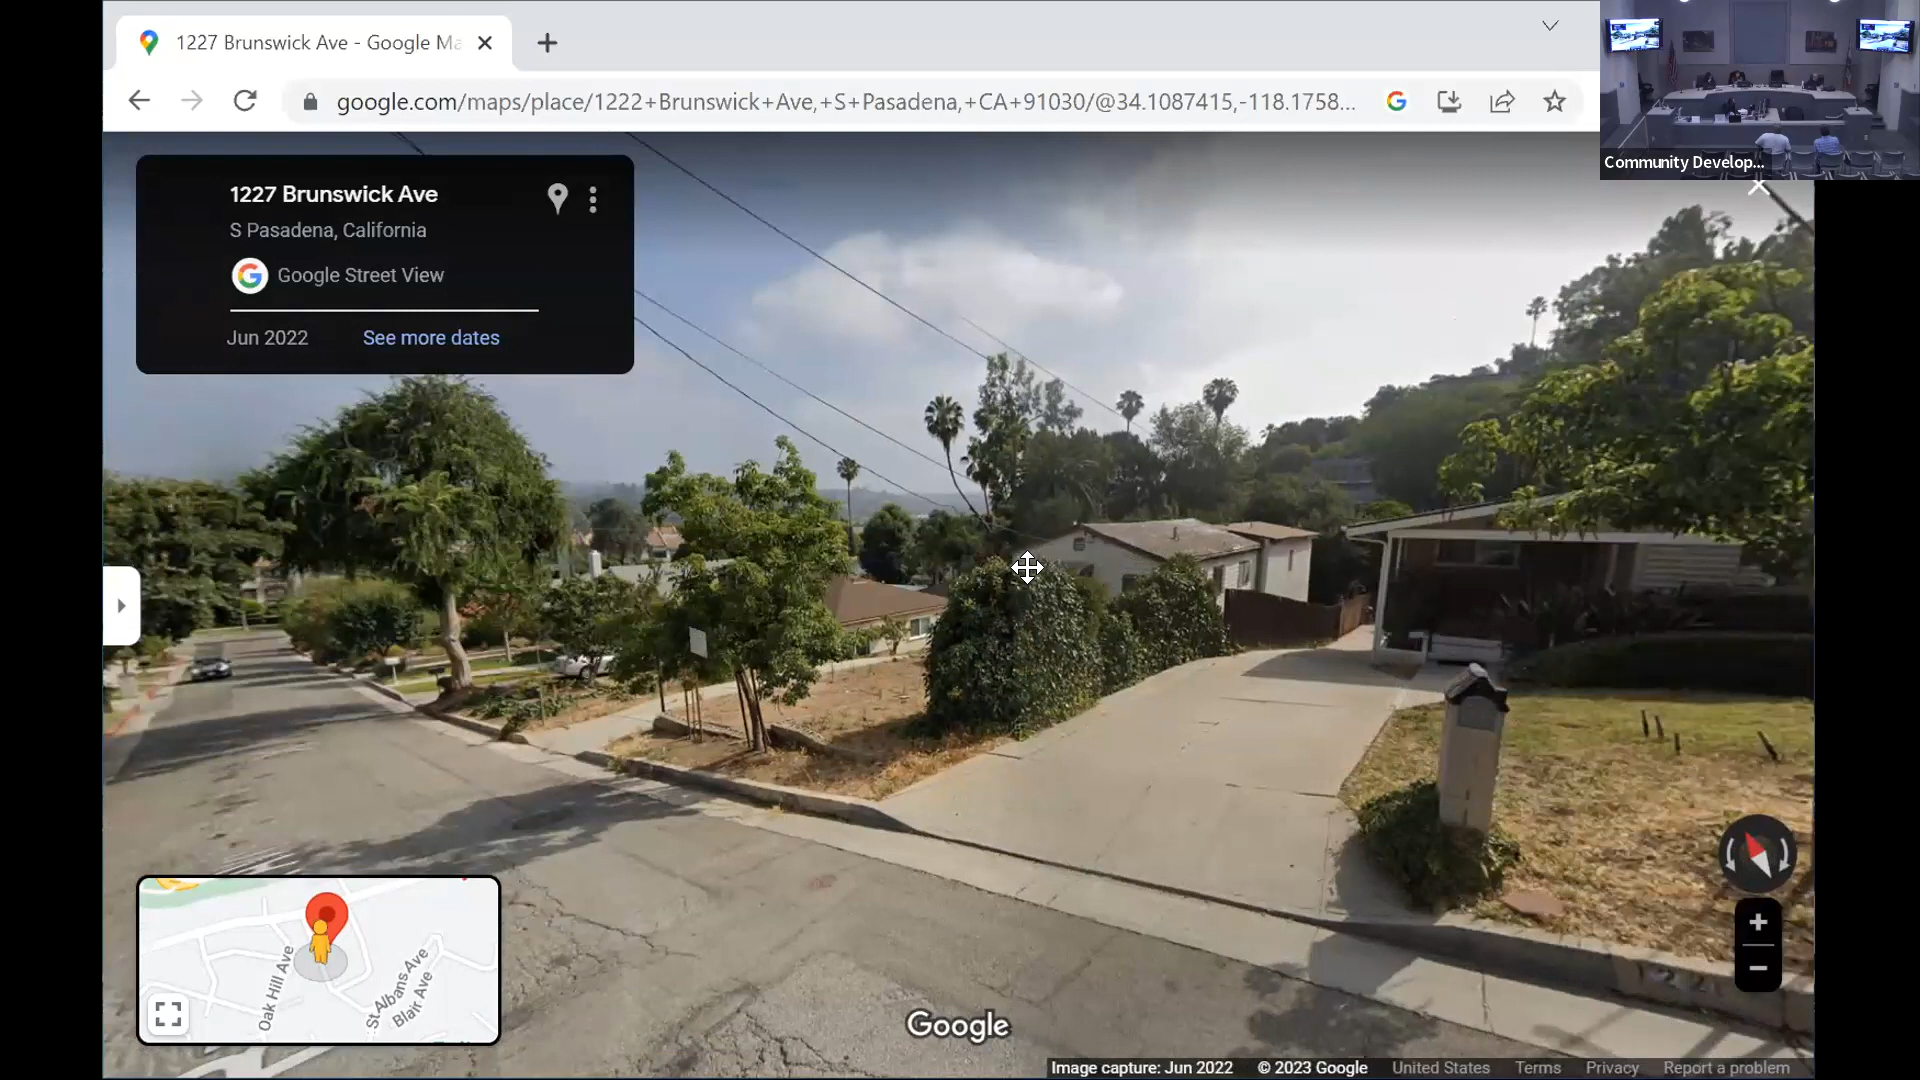 1227 Brunswick Ave - Google Ma
google.com/maps/place/1222+Brunswick+Ave,+S+Pasadena,+CA+91030/@34.1087415,-118.1758...
Community Develop...
1227 Brunswick Ave
S Pasadena, California
Google Street View
Jun 2022 See more dates
Oak Hill Ave
St Albans Ave
Blair Ave
Google
Image capture: Jun 2022 © 2023 Google United States Terms Privacy Report a problem